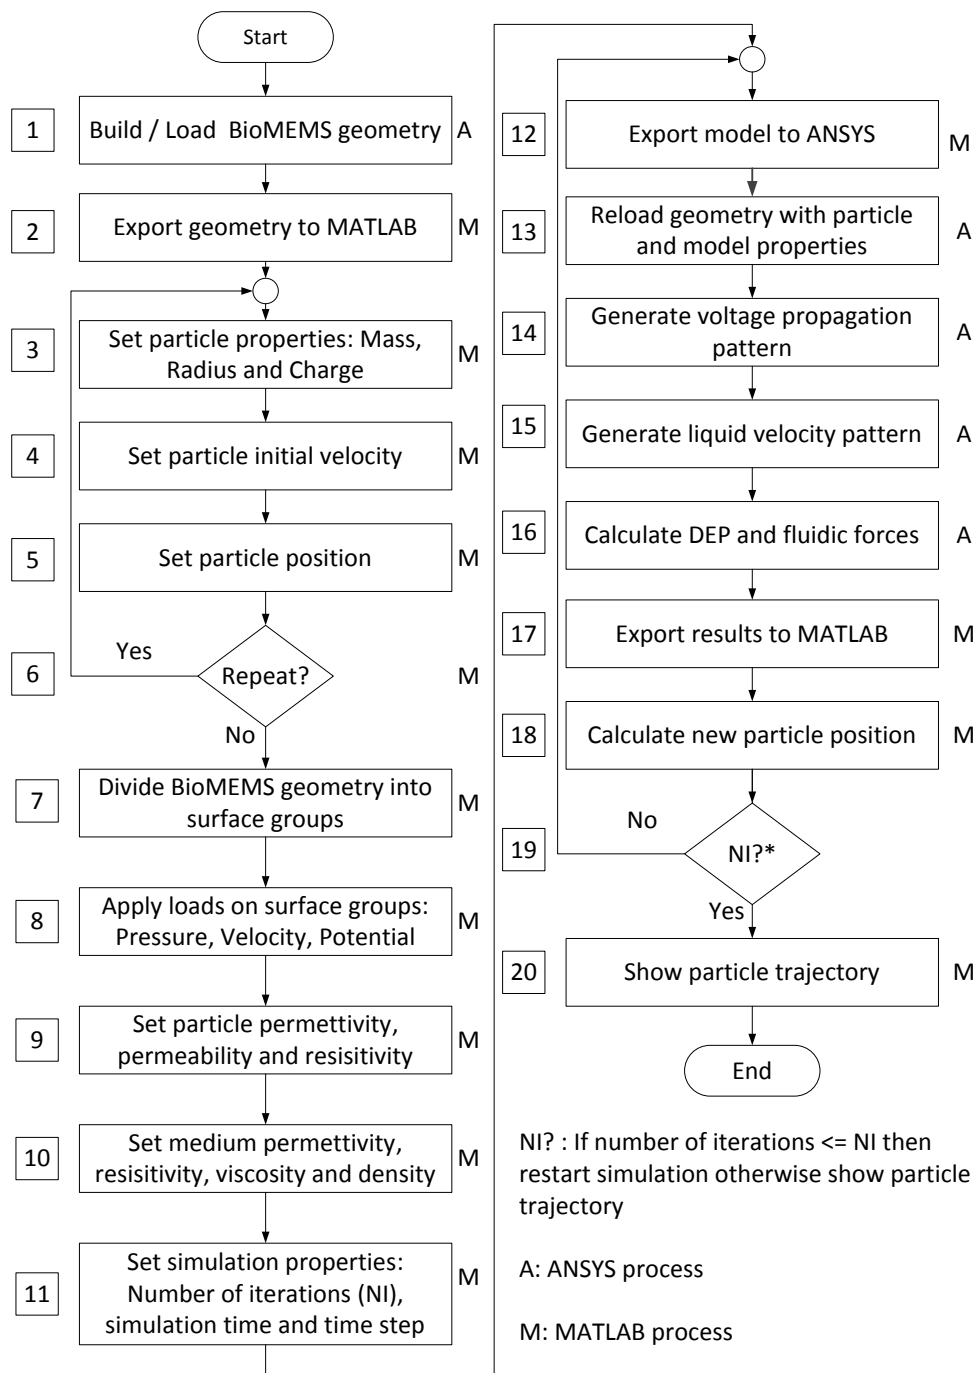 Start
1
Build / Load BioMEMS geometry
A
2
Export geometry to MATLAB
M
3
Set particle properties: Mass,
Radius and Charge
M
4
Set particle initial velocity
M
5
Set particle position
M
Yes
6
Repeat?
M
No
7
Divide BioMEMS geometry into
surface groups
M
8
Apply loads on surface groups:
Pressure, Velocity, Potential
M
9
Set particle permettivity,
permeability and resisitivity
M
10
Set medium permettivity,
resisitivity, viscosity and density
M
11
Set simulation properties:
Number of iterations (NI),
simulation time and time step
M
12
Export model to ANSYS
M
13
Reload geometry with particle
and model properties
A
14
Generate voltage propagation
pattern
A
15
Generate liquid velocity pattern
A
16
Calculate DEP and fluidic forces
A
17
Export results to MATLAB
M
18
Calculate new particle position
M
No
19
NI?*
Yes
20
Show particle trajectory
M
End
NI? : If number of iterations <= NI then
restart simulation otherwise show particle
trajectory
A: ANSYS process
M: MATLAB process